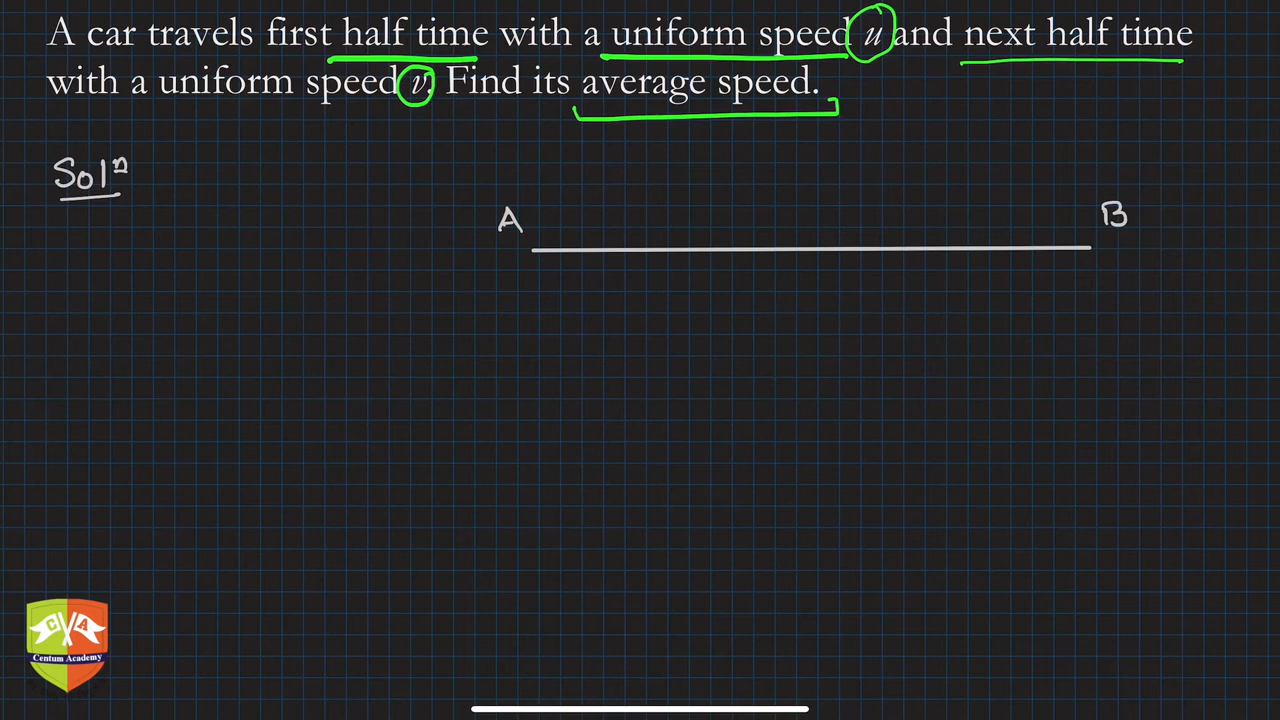 A car travels first half time with a uniform speed u and next half time
with a uniform speed v. Find its average speed.
Solⁿ
A
B
C A
Centum Academy